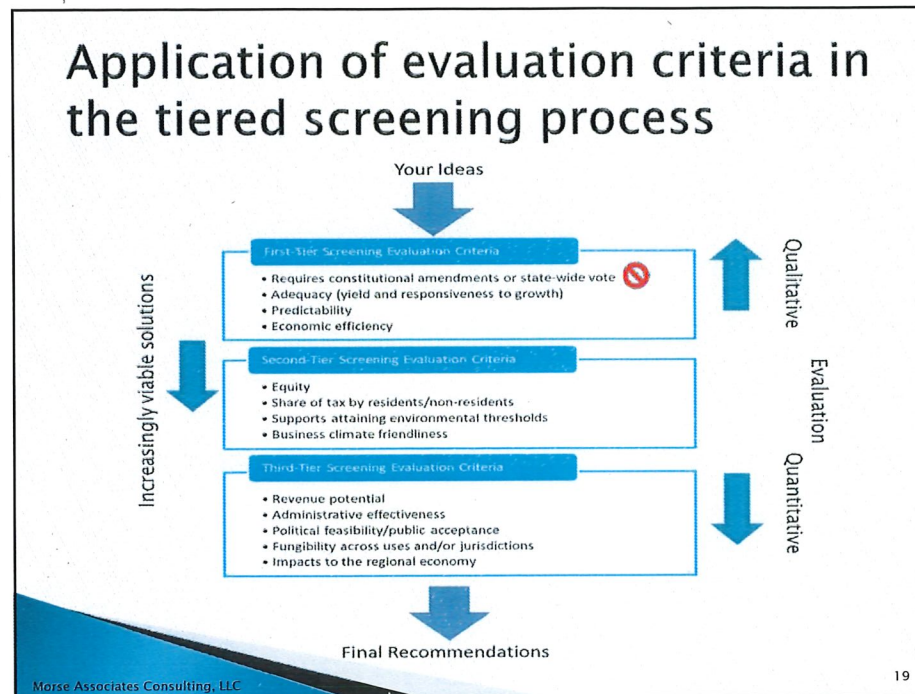 Application of evaluation criteria in
the tiered screening process
Your Ideas
First-Tier Screening Evaluation Criteria
• Requires constitutional amendments or state-wide vote
• Adequacy (yield and responsiveness to growth)
• Predictability
• Economic efficiency
Second-Tier Screening Evaluation Criteria
• Equity
• Share of tax by residents/non-residents
• Supports attaining environmental thresholds
• Business climate friendliness
Third-Tier Screening Evaluation Criteria
• Revenue potential
• Administrative effectiveness
• Political feasibility/public acceptance
• Fungibility across uses and/or jurisdictions
• Impacts to the regional economy
Increasingly viable solutions
Qualitative
Evaluation
Quantitative
Final Recommendations
Morse Associates Consulting, LLC
19